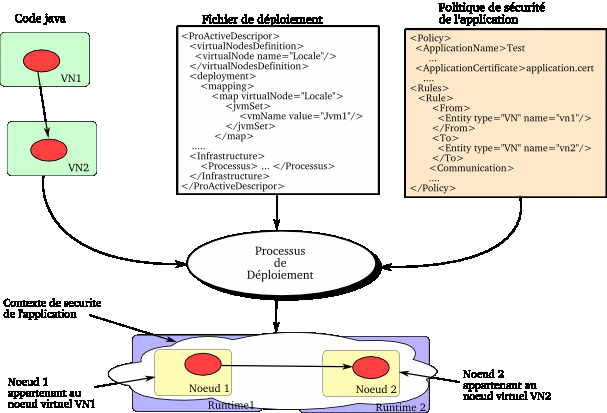 Code java
VN1
VN2
Fichier de déploiement
<ProActiveDescripor>
<virtualNodesDefinition>
<virtualNode name="Locale"/>
</virtualNodesDefinition>
<deployment>
<mapping>
<map virtualNode="Locale">
<jvmSet>
<vmName value="Jvm1"/>
</jvmSet>
</map>
.....
<Infrastructure>
<Processus> ... </Processus>
</Infrastructure>
</ProActiveDescripor>
Politique de sécurité
de l'application
<Policy>
<ApplicationName>Test
...
<ApplicationCertificate>application.cert
....
<Rules>
<Rule>
<From>
<Entity type="VN" name="vn1"/>
</From>
<To>
<Entity type="VN" name="vn2"/>
</To>
<Communication>
....
</Policy>
Processus
de
Déploiement
Contexte de securite
de l'application
Noeud 1
Noeud 2
Runtime1
Runtime 2
Noeud 1
appartenant au
noeud virtuel VN1
Noeud 2
appartenant au
noeud virtuel VN2